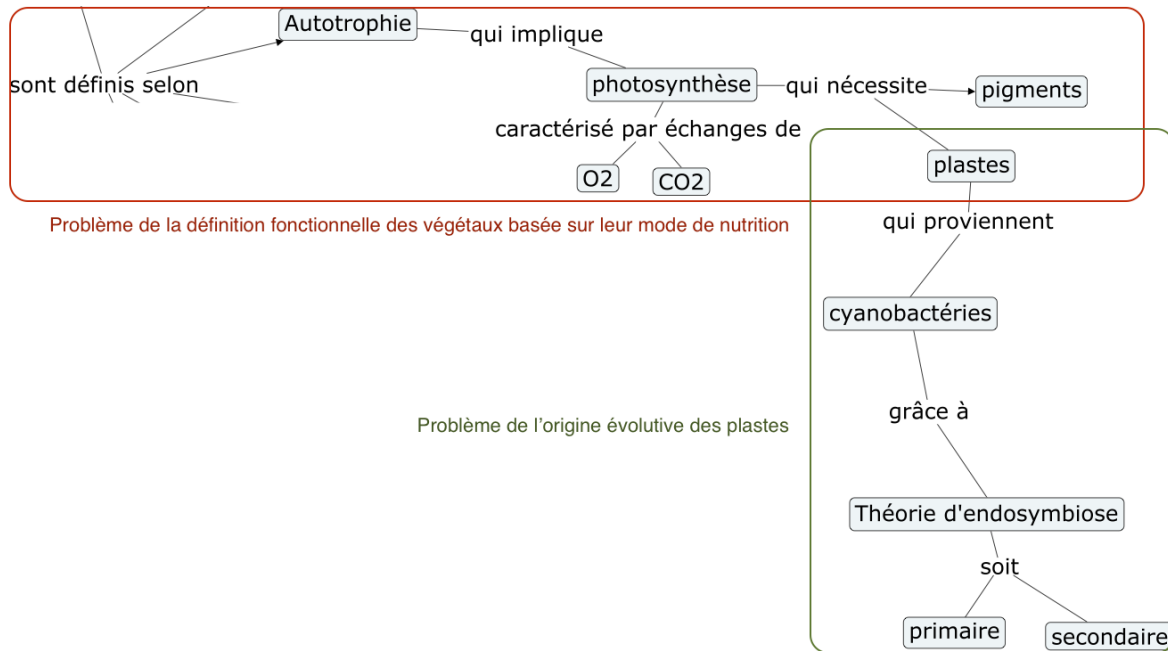 Autotrophie
qui implique
sont définis selon
photosynthèse
qui nécessite
pigments
caractérisé par échanges de
O2
CO2
plastes
Problème de la définition fonctionnelle des végétaux basée sur leur mode de nutrition
qui proviennent
cyanobactéries
grâce à
Problème de l'origine évolutive des plastes
Théorie d'endosymbiose
soit
primaire
secondaire